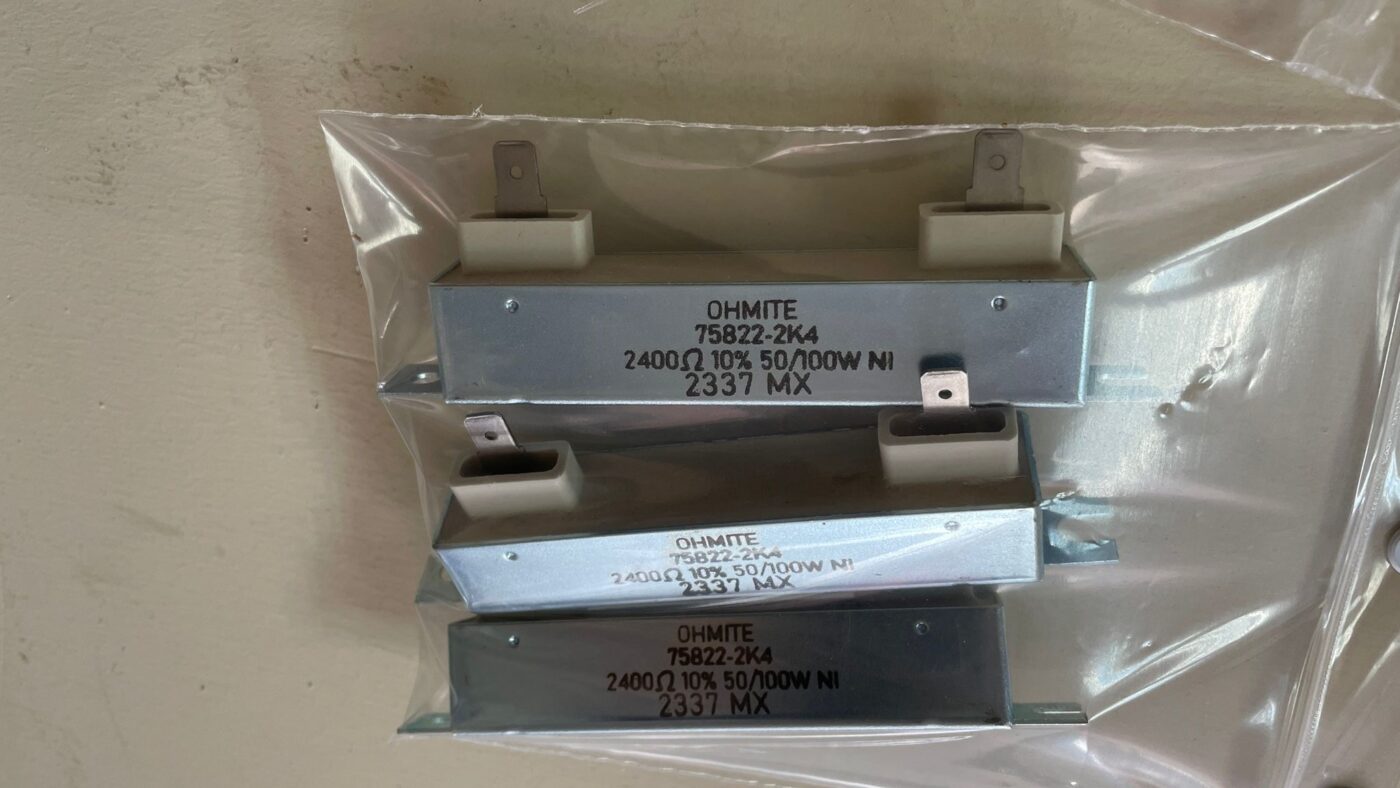 OHMITE
75822-2K4
2400Ω 10% 50/100W NI
2337 MX
OHMITE
75822-2K4
2400Ω 10% 50/100W NI
2337 MX
OHMITE
75822-2K4
2400Ω 10% 50/100W NI
2337 MX